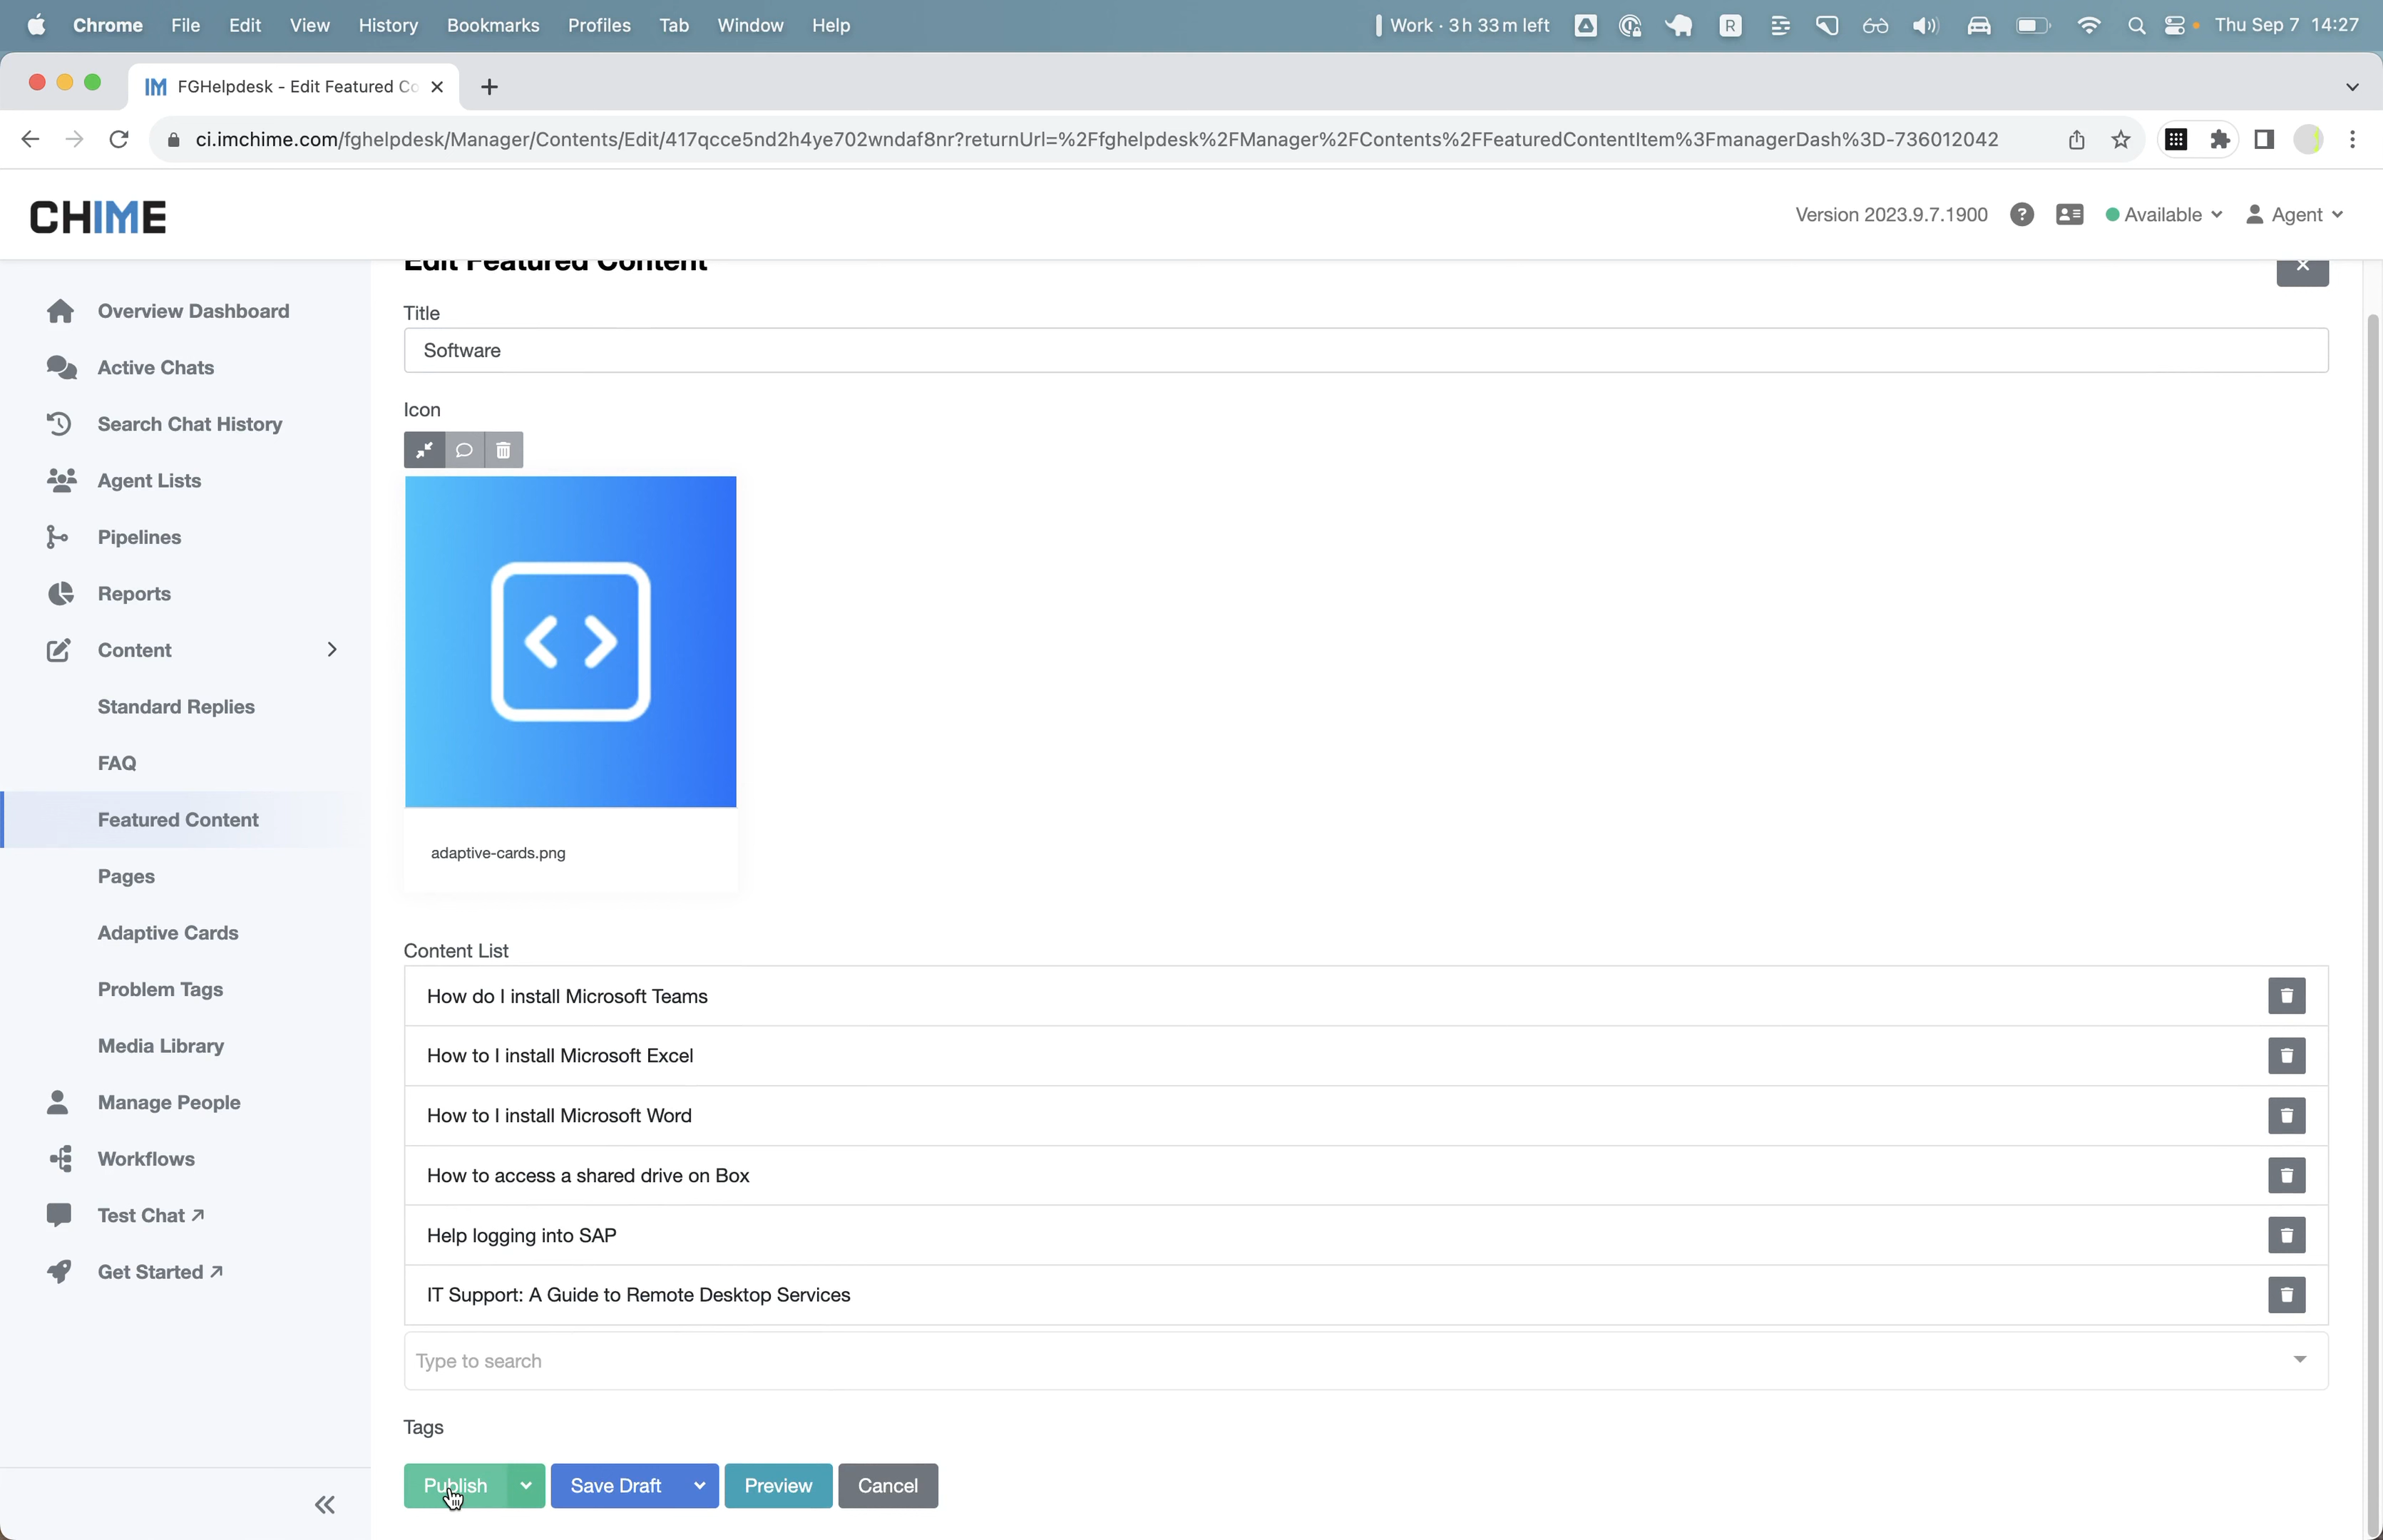 Chrome File Edit View History Bookmarks Profiles Tab Window Help Work · 3 h 33 m left R Thu Sep 7 14:27
IM FGHelpdesk - Edit Featured Co
ci.imchime.com/fghelpdesk/Manager/Contents/Edit/417qcce5nd2h4ye702wndaf8nr?returnUrl=%2Ffghelpdesk%2FManager%2FContents%2FFeaturedContentItem%3FmanagerDash%3D-736012042
CHIME Version 2023.9.7.1900 Available Agent
Edit Featured Content
Overview Dashboard
Active Chats
Search Chat History
Agent Lists
Pipelines
Reports
Content
Standard Replies
FAQ
Featured Content
Pages
Adaptive Cards
Problem Tags
Media Library
Manage People
Workflows
Test Chat
Get Started
Title
Software
Icon
adaptive-cards.png
Content List
How do I install Microsoft Teams
How to I install Microsoft Excel
How to I install Microsoft Word
How to access a shared drive on Box
Help logging into SAP
IT Support: A Guide to Remote Desktop Services
Type to search
Tags
Publish Save Draft Preview Cancel